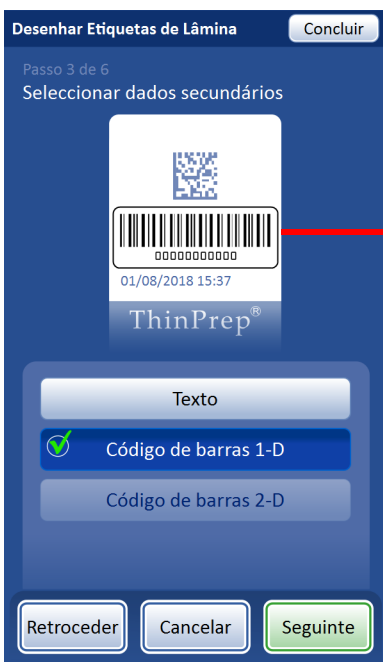 Desenhar Etiquetas de Lâmina
Concluir
Passo 3 de 6
Seleccionar dados secundários
00000000000
01/08/2018 15:37
ThinPrep®
Texto
Código de barras 1-D
Código de barras 2-D
Retroceder
Cancelar
Seguinte